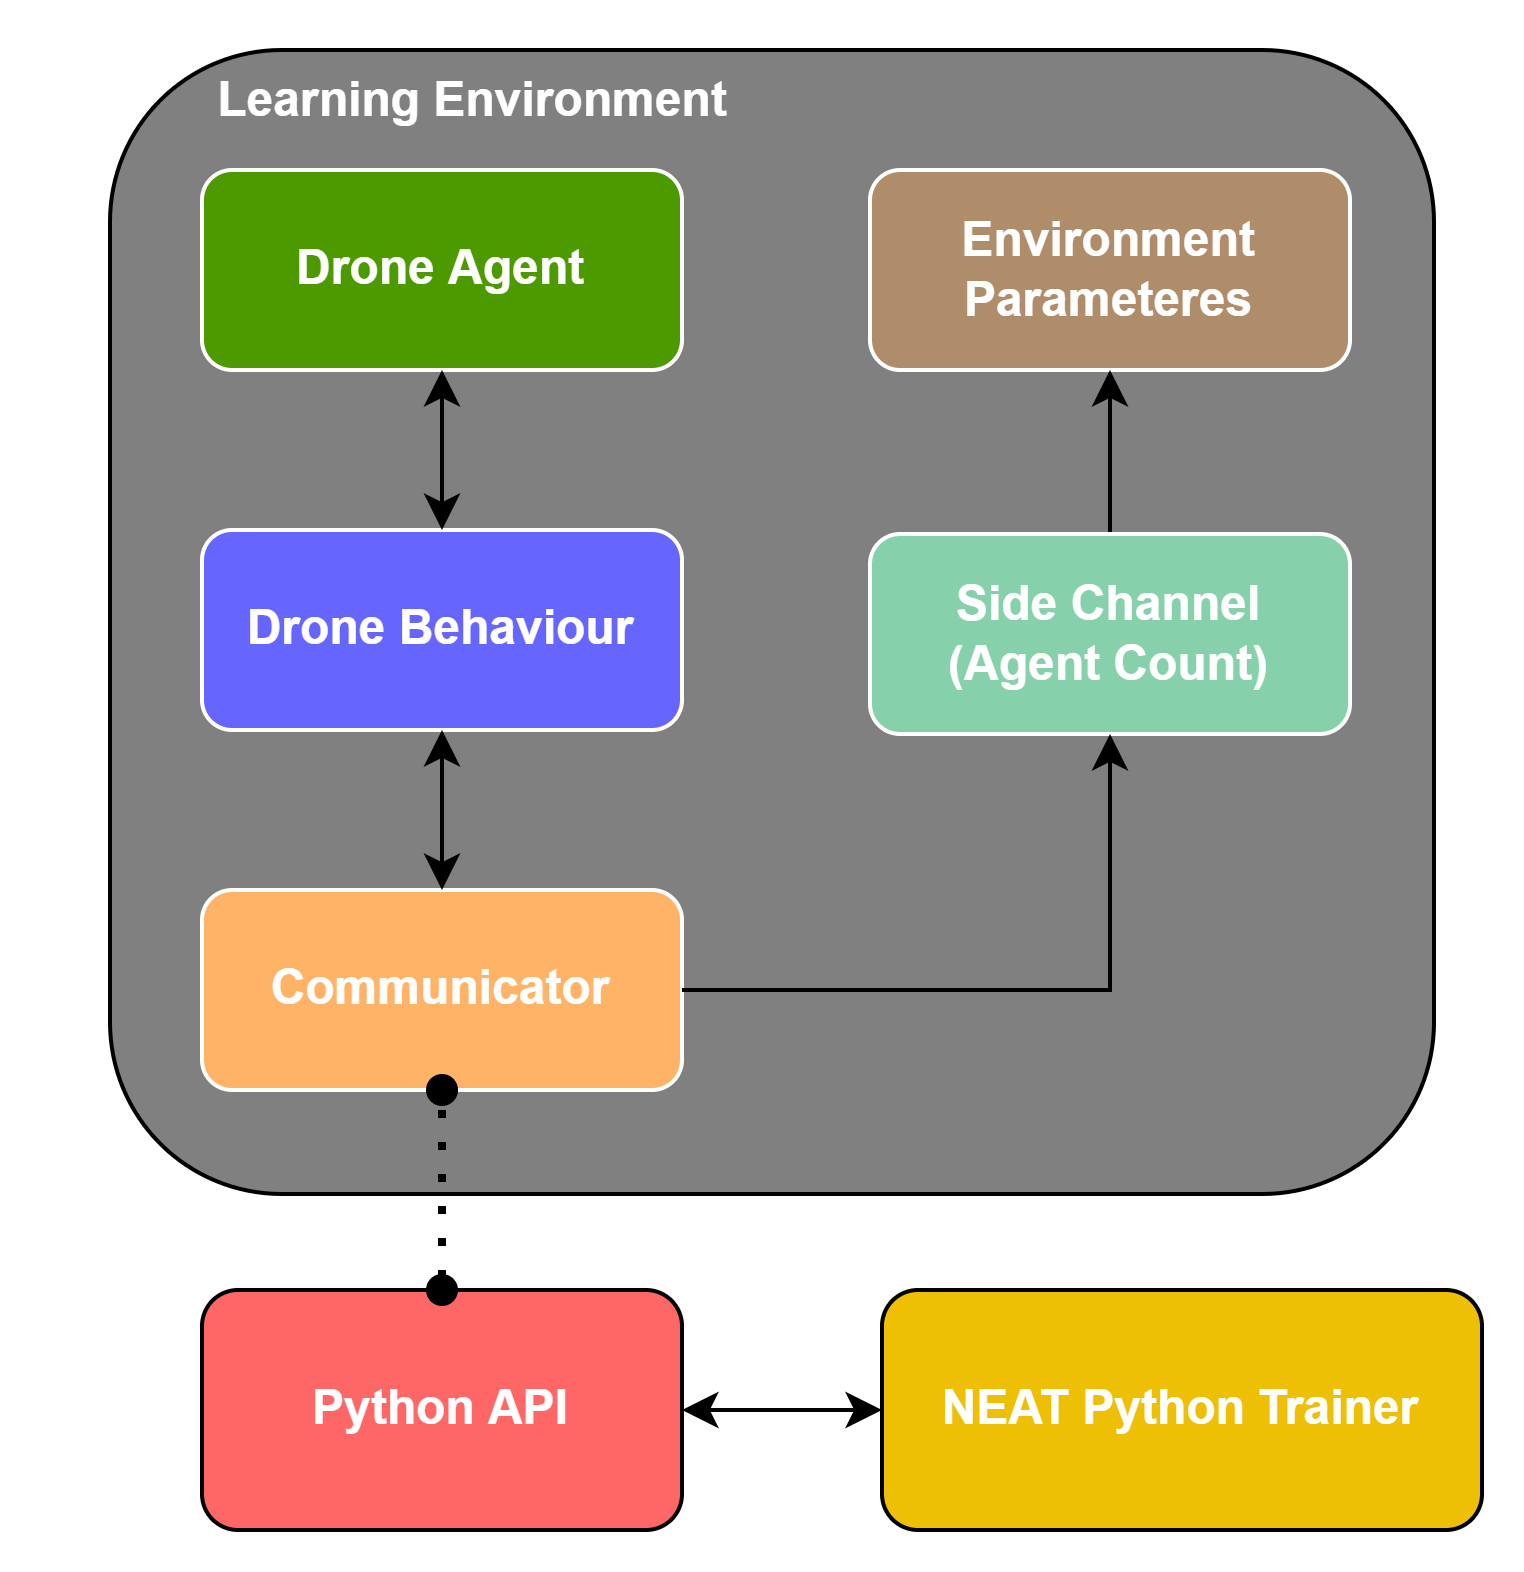 Learning Environment
Drone Agent
Environment
Parameteres
Drone Behaviour
Side Channel
(Agent Count)
Communicator
Python API
NEAT Python Trainer